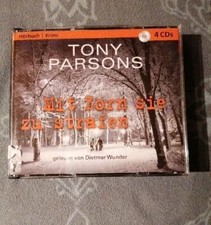 Hörbuch | Krimi
4 CDs
TONY
PARSONS
Mit Zorn sie
zu strafen
gelesen von Dietmar Wunder